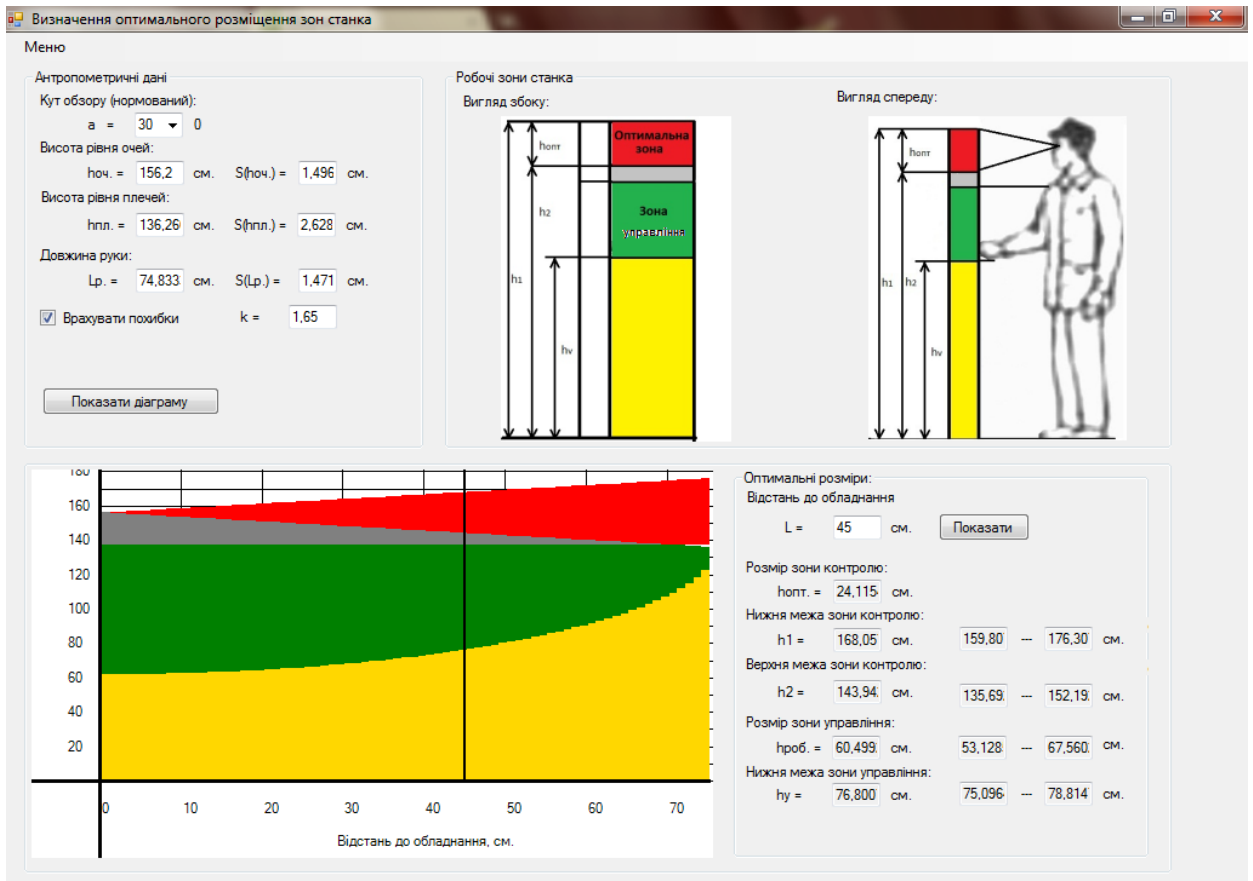 Визначення оптимального розміщення зон станка
Меню
Антропометричні дані
Кут обзору (нормований):
a = 30 0
Висота рівня очей:
hоч. = 156,2 см. S(hоч.) = 1,496 см.
Висота рівня плечей:
hпл. = 136,26 см. S(hпл.) = 2,628 см.
Довжина руки:
Lр. = 74,833 см. S(Lр.) = 1,471 см.
Врахувати похибки k = 1,65
Показати діаграму
Робочі зони станка
Вигляд збоку:
Вигляд спереду:
Оптимальна
зона
hопт
h2
Зона
управління
h1
hv
hопт
h1 h2
hv
180
160
140
120
100
80
60
40
20
0 10 20 30 40 50 60 70
Відстань до обладнання, см.
Оптимальні розміри:
Відстань до обладнання
L = 45 см. Показати
Розмір зони контролю:
hопт. = 24,115 см.
Нижня межа зони контролю:
h1 = 168,05 см. 159,80 --- 176,30 см.
Верхня межа зони контролю:
h2 = 143,94 см. 135,69 --- 152,19 см.
Розмір зони управління:
hроб. = 60,499 см. 53,128 --- 67,560 см.
Нижня межа зони управління:
hy = 76,800 см. 75,096 --- 78,814 см.